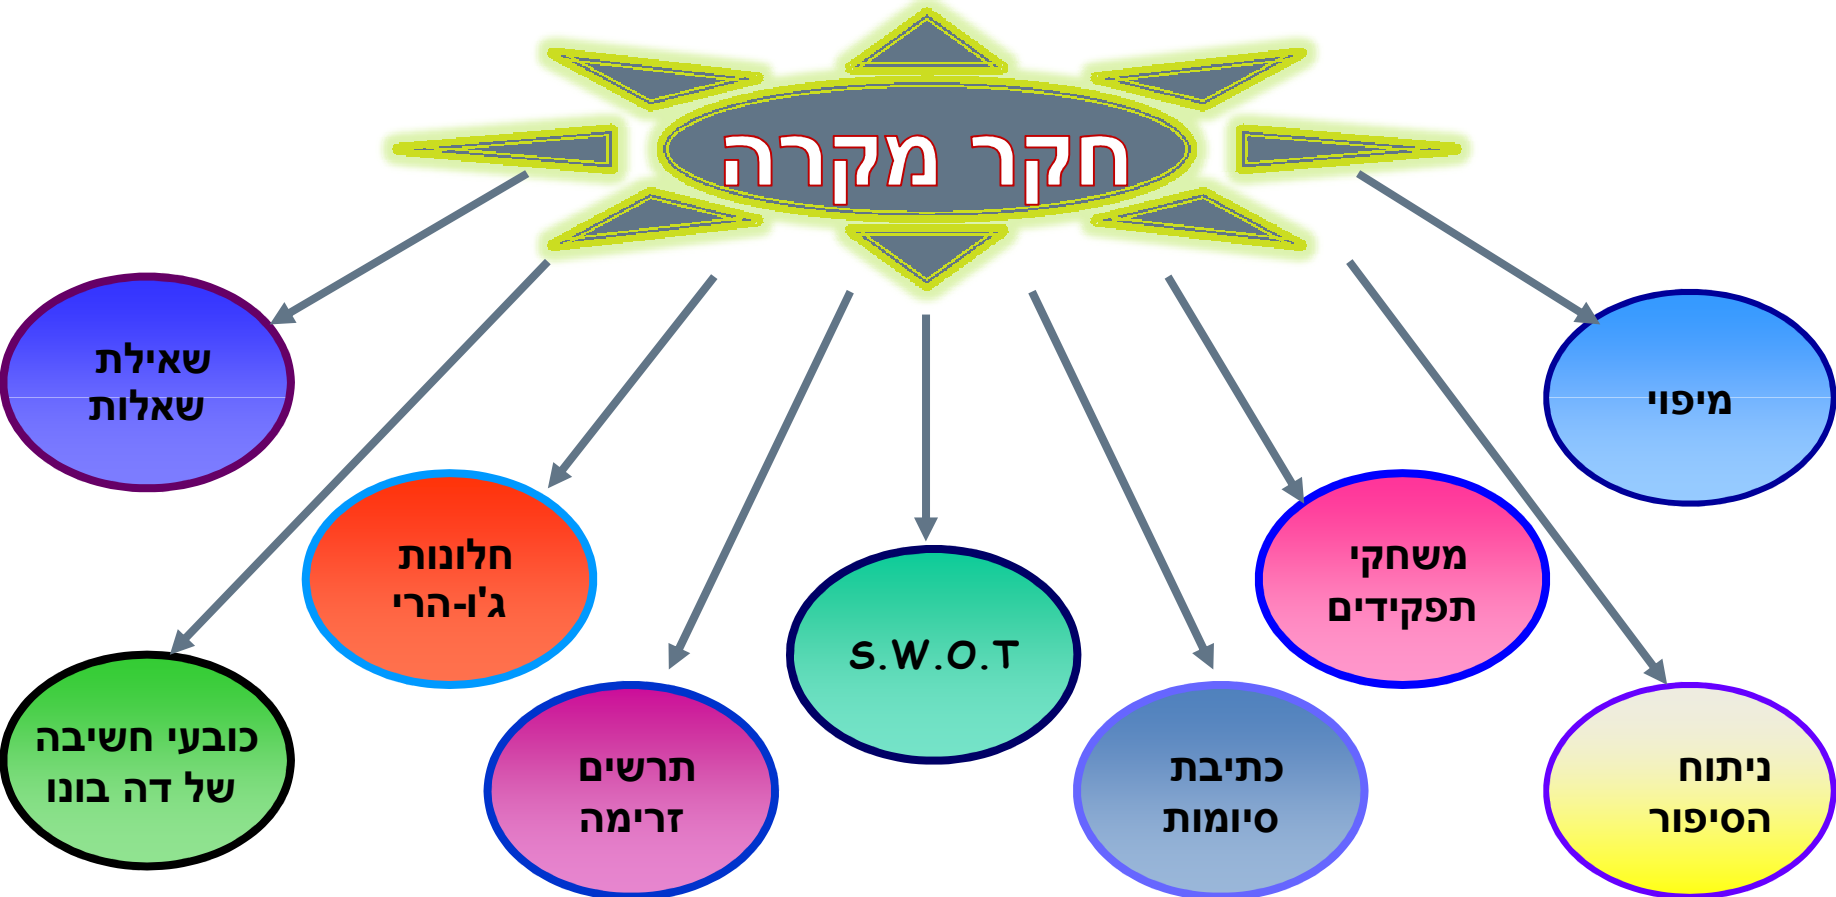 חקר מקרה
מיפוי
שאילת
שאלות
משחקי
תפקידים
חלונות
ג'ו-הרי
S.W.O.T
ניתוח
הסיפור
כתיבת
סיומות
תרשים
זרימה
כובעי חשיבה
של דה בונו